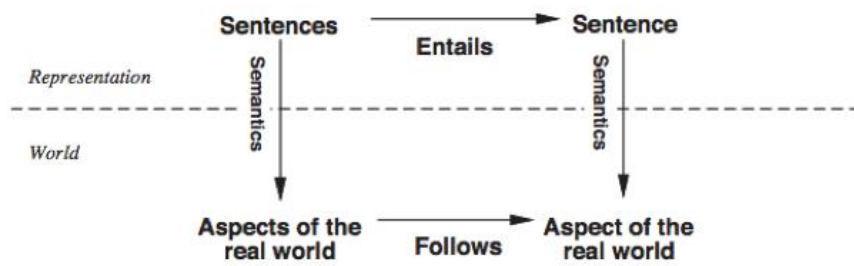 Sentences
Entails
Sentence
Representation
Semantics
Semantics
World
Aspects of the
real world
Follows
Aspect of the
real world